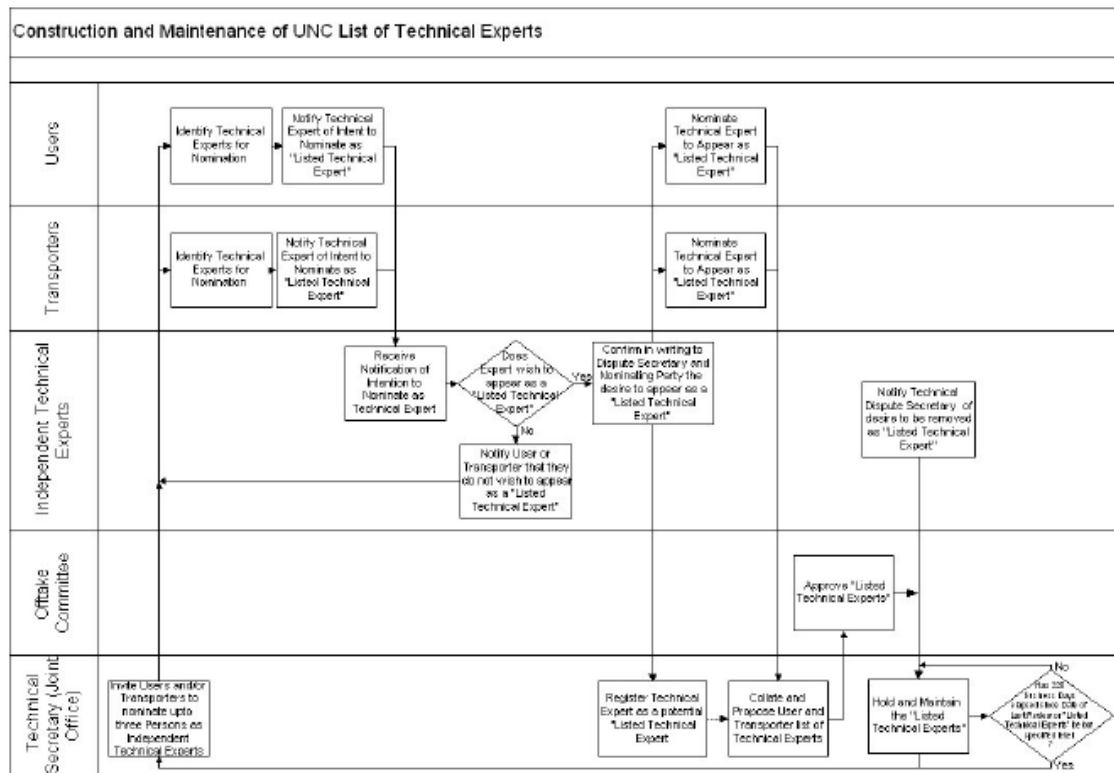 Construction and Maintenance of UNC List of Technical Experts
Users
Identify Technical
Experts for
Nomination
Notify Technical
Expert of Intent to
Nominate as
"Listed Technical
Expert"
Nominate
Technical Expert
to Appear as
"Listed Technical
Expert"
Transporters
Identify Technical
Experts for
Nomination
Notify Technical
Expert of Intent to
Nominate as
"Listed Technical
Expert"
Nominate
Technical Expert
to Appear as
"Listed Technical
Expert"
Independent Technical
Experts
Receive
Notification of
Intention to
Nominate as
Technical Expert
Does
Expert wish to
appear as a
"Listed Technical
Expert"
Yes
No
Confirm in writing to
Dispute Secretary and
Nominating Party the
desire to appear as a
"Listed Technical
Expert"
Notify User or
Transporter that they
do not wish to appear
as a "Listed
Technical Expert"
Notify Technical
Dispute Secretary of
desire to be removed
as "Listed Technical
Expert"
Offtake
Committee
Approve "Listed
Technical Experts"
Technical
Secretary (Joint
Office)
Invite Users and/or
Transporters to
nominate upto
three Persons as
Independent
Technical Experts
Register Technical
Expert as a potential
"Listed Technical
Expert
Collate and
Propose User and
Transporter list of
Technical Experts
Hold and Maintain
the "Listed
Technical Experts"
No
Business Days
"Listed
Technical Experts"
?
Yes